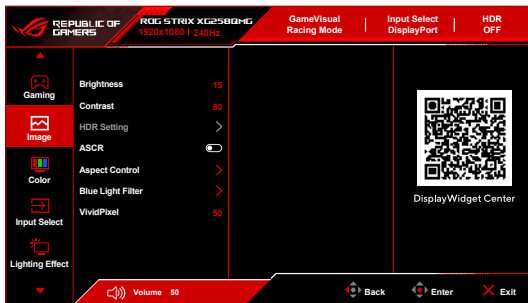 REPUBLIC OF
GAMERS
ROG STRIX XG258QMG
1920x1080 | 240Hz
GameVisual
Racing Mode
Input Select
DisplayPort
HDR
OFF
Gaming
Image
Color
Input Select
Lighting Effect
Brightness 15
Contrast 80
HDR Setting
ASCR
Aspect Control
Blue Light Filter
VividPixel 50
DisplayWidget Center
Volume 50
Back
Enter
Exit